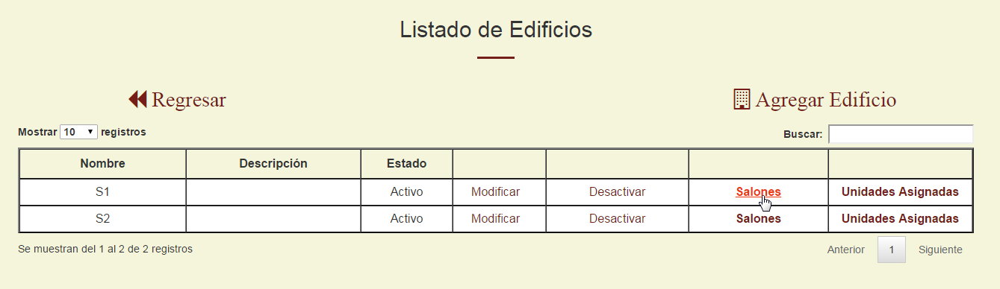 Listado de Edificios
Regresar
Agregar Edificio
Mostrar 10 registros
Buscar:
Nombre Descripción Estado
S1 Activo Modificar Desactivar Salones Unidades Asignadas
S2 Activo Modificar Desactivar Salones Unidades Asignadas
Se muestran del 1 al 2 de 2 registros
Anterior 1 Siguiente